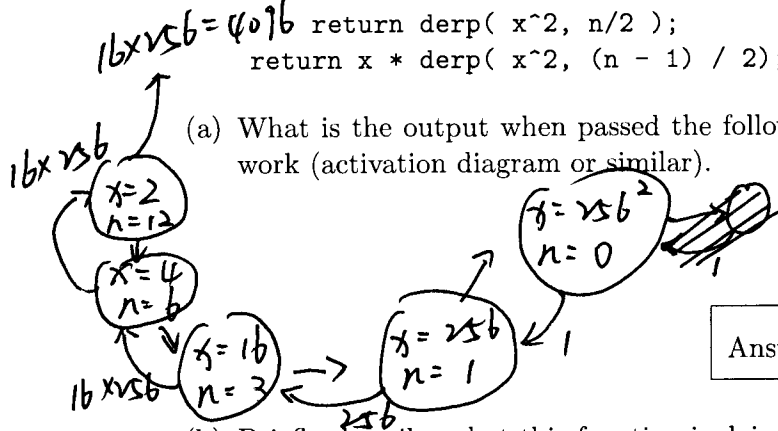 16x256=4096 return derp( x^2, n/2 );
return x * derp( x^2, (n - 1) / 2);
(a) What is the output when passed the follo
work (activation diagram or similar).
16x256
x=2
n=12
x=4
n=6
x=16
n=3
16x256
x=256
n=1
256
x=256²
n=0
1
1
Ans